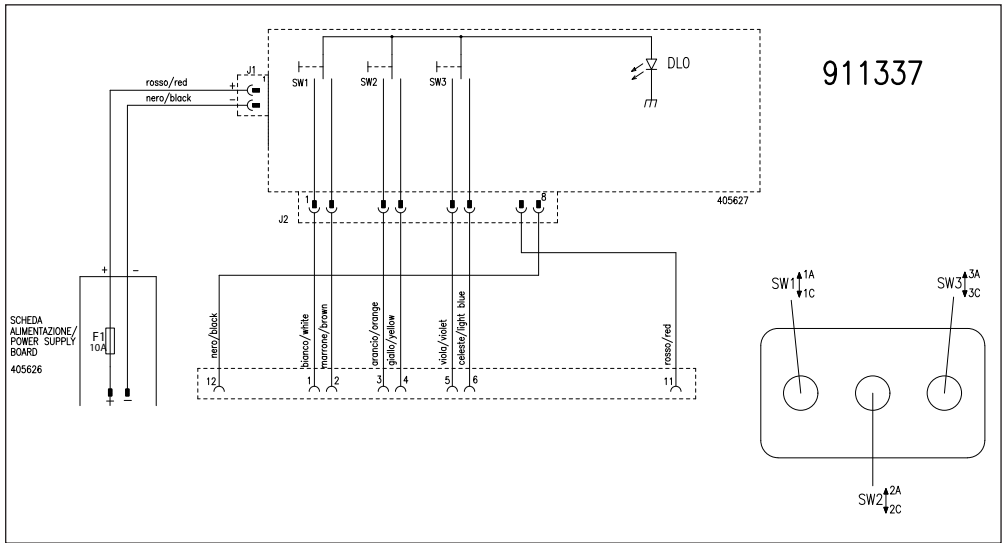 911337
rosso/red
nero/black
J1
1
+
−
SW1
SW2
SW3
DL0
405627
J2
1
8
+
−
SCHEDA
ALIMENTAZIONE/
POWER SUPPLY
BOARD
405626
F1
10A
+
−
nero/black
bianco/white
marrone/brown
arancio/orange
giallo/yellow
viola/violet
celeste/light blue
rosso/red
12
1
2
3
4
5
6
11
SW1
1A
1C
SW3
3A
3C
SW2
2A
2C